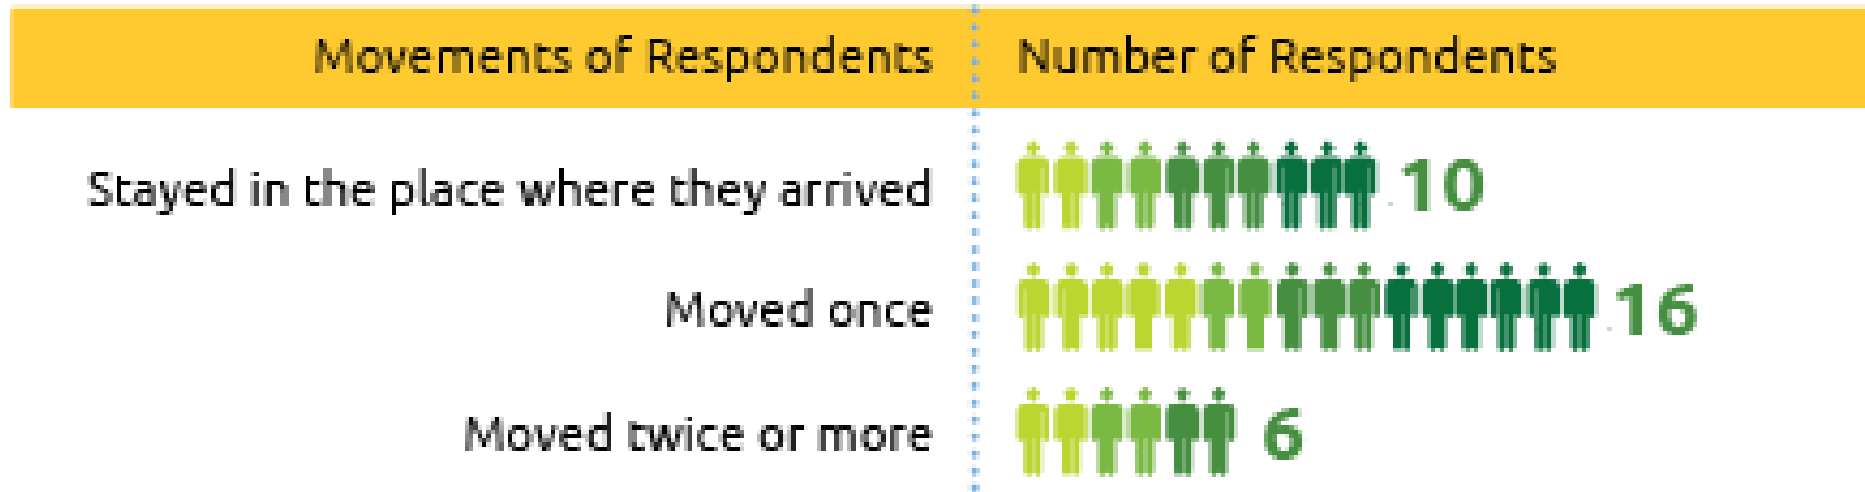 Movements of Respondents Number of Respondents
Stayed in the place where they arrived 10
Moved once 16
Moved twice or more 6